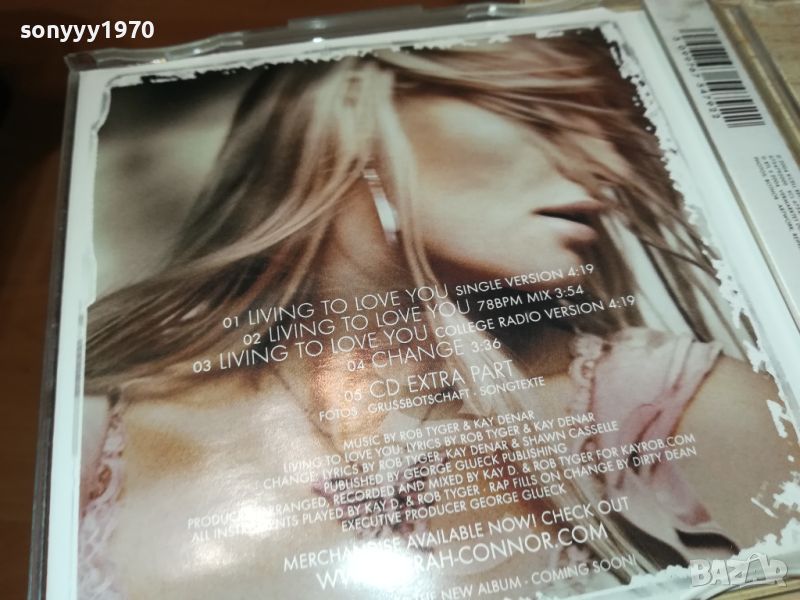 sonyyy1970
01 LIVING TO LOVE YOU SINGLE VERSION 4:19
02 LIVING TO LOVE YOU 78BPM MIX 3:54
03 LIVING TO LOVE YOU COLLEGE RADIO VERSION 4:19
04 CHANGE 3:36
05 CD EXTRA PART
FOTOS · GRUSSBOTSCHAFT · SONGTEXTE
MUSIC BY ROB TYGER & KAY DENAR
LIVING TO LOVE YOU: LYRICS BY ROB TYGER & KAY DENAR
CHANGE: LYRICS BY ROB TYGER, KAY DENAR & SHAWN CASSELLE
PUBLISHED BY GEORGE GLUECK PUBLISHING
ARRANGED, RECORDED AND MIXED BY KAY D. & ROB TYGER FOR KAYROB.COM
ALL INSTRUMENTS PLAYED BY KAY D. & ROB TYGER · RAP FILLS ON CHANGE BY DIRTY DEAN
EXECUTIVE PRODUCER GEORGE GLUECK
MERCHANDISE AVAILABLE NOW! CHECK OUT
RAH-CONNOR.COM
THE NEW ALBUM - COMING SOON!
BAZAR.bg